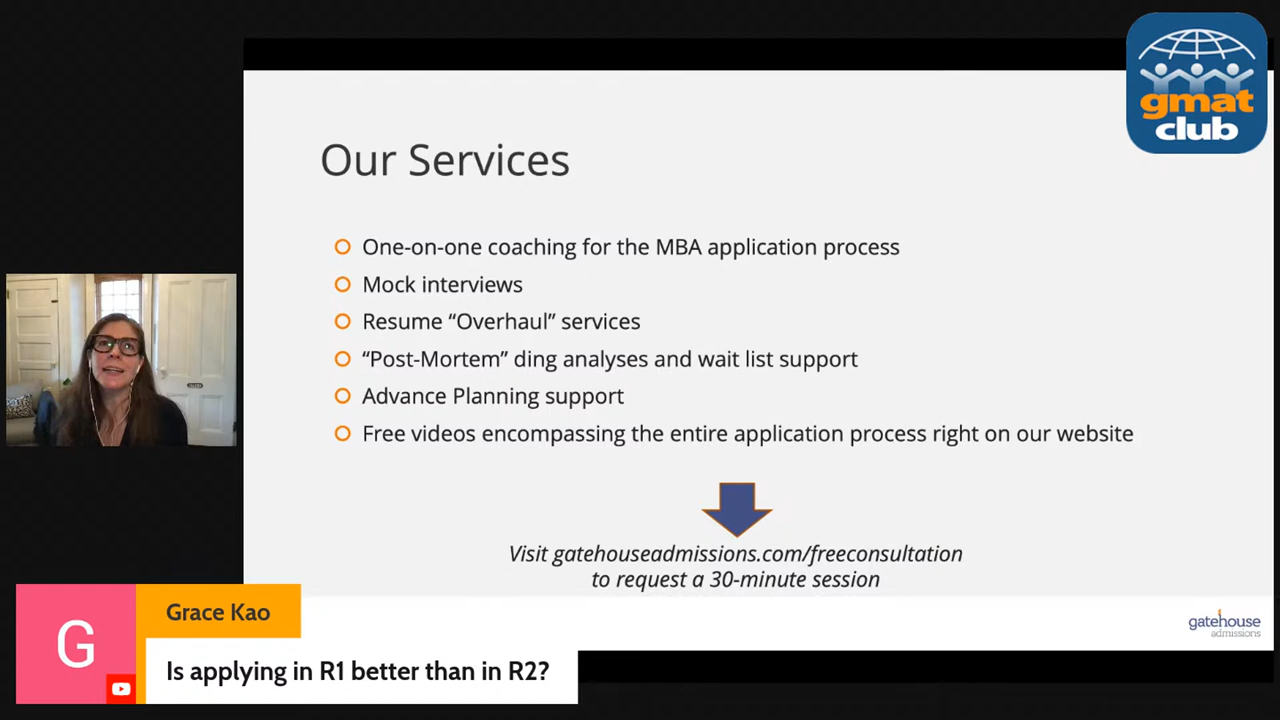 gmat
club
Our Services
One-on-one coaching for the MBA application process
Mock interviews
Resume “Overhaul” services
“Post-Mortem” ding analyses and wait list support
Advance Planning support
Free videos encompassing the entire application process right on our website
Visit gatehouseadmissions.com/freeconsultation
to request a 30-minute session
gatehouse
admissions
G
Grace Kao
Is applying in R1 better than in R2?